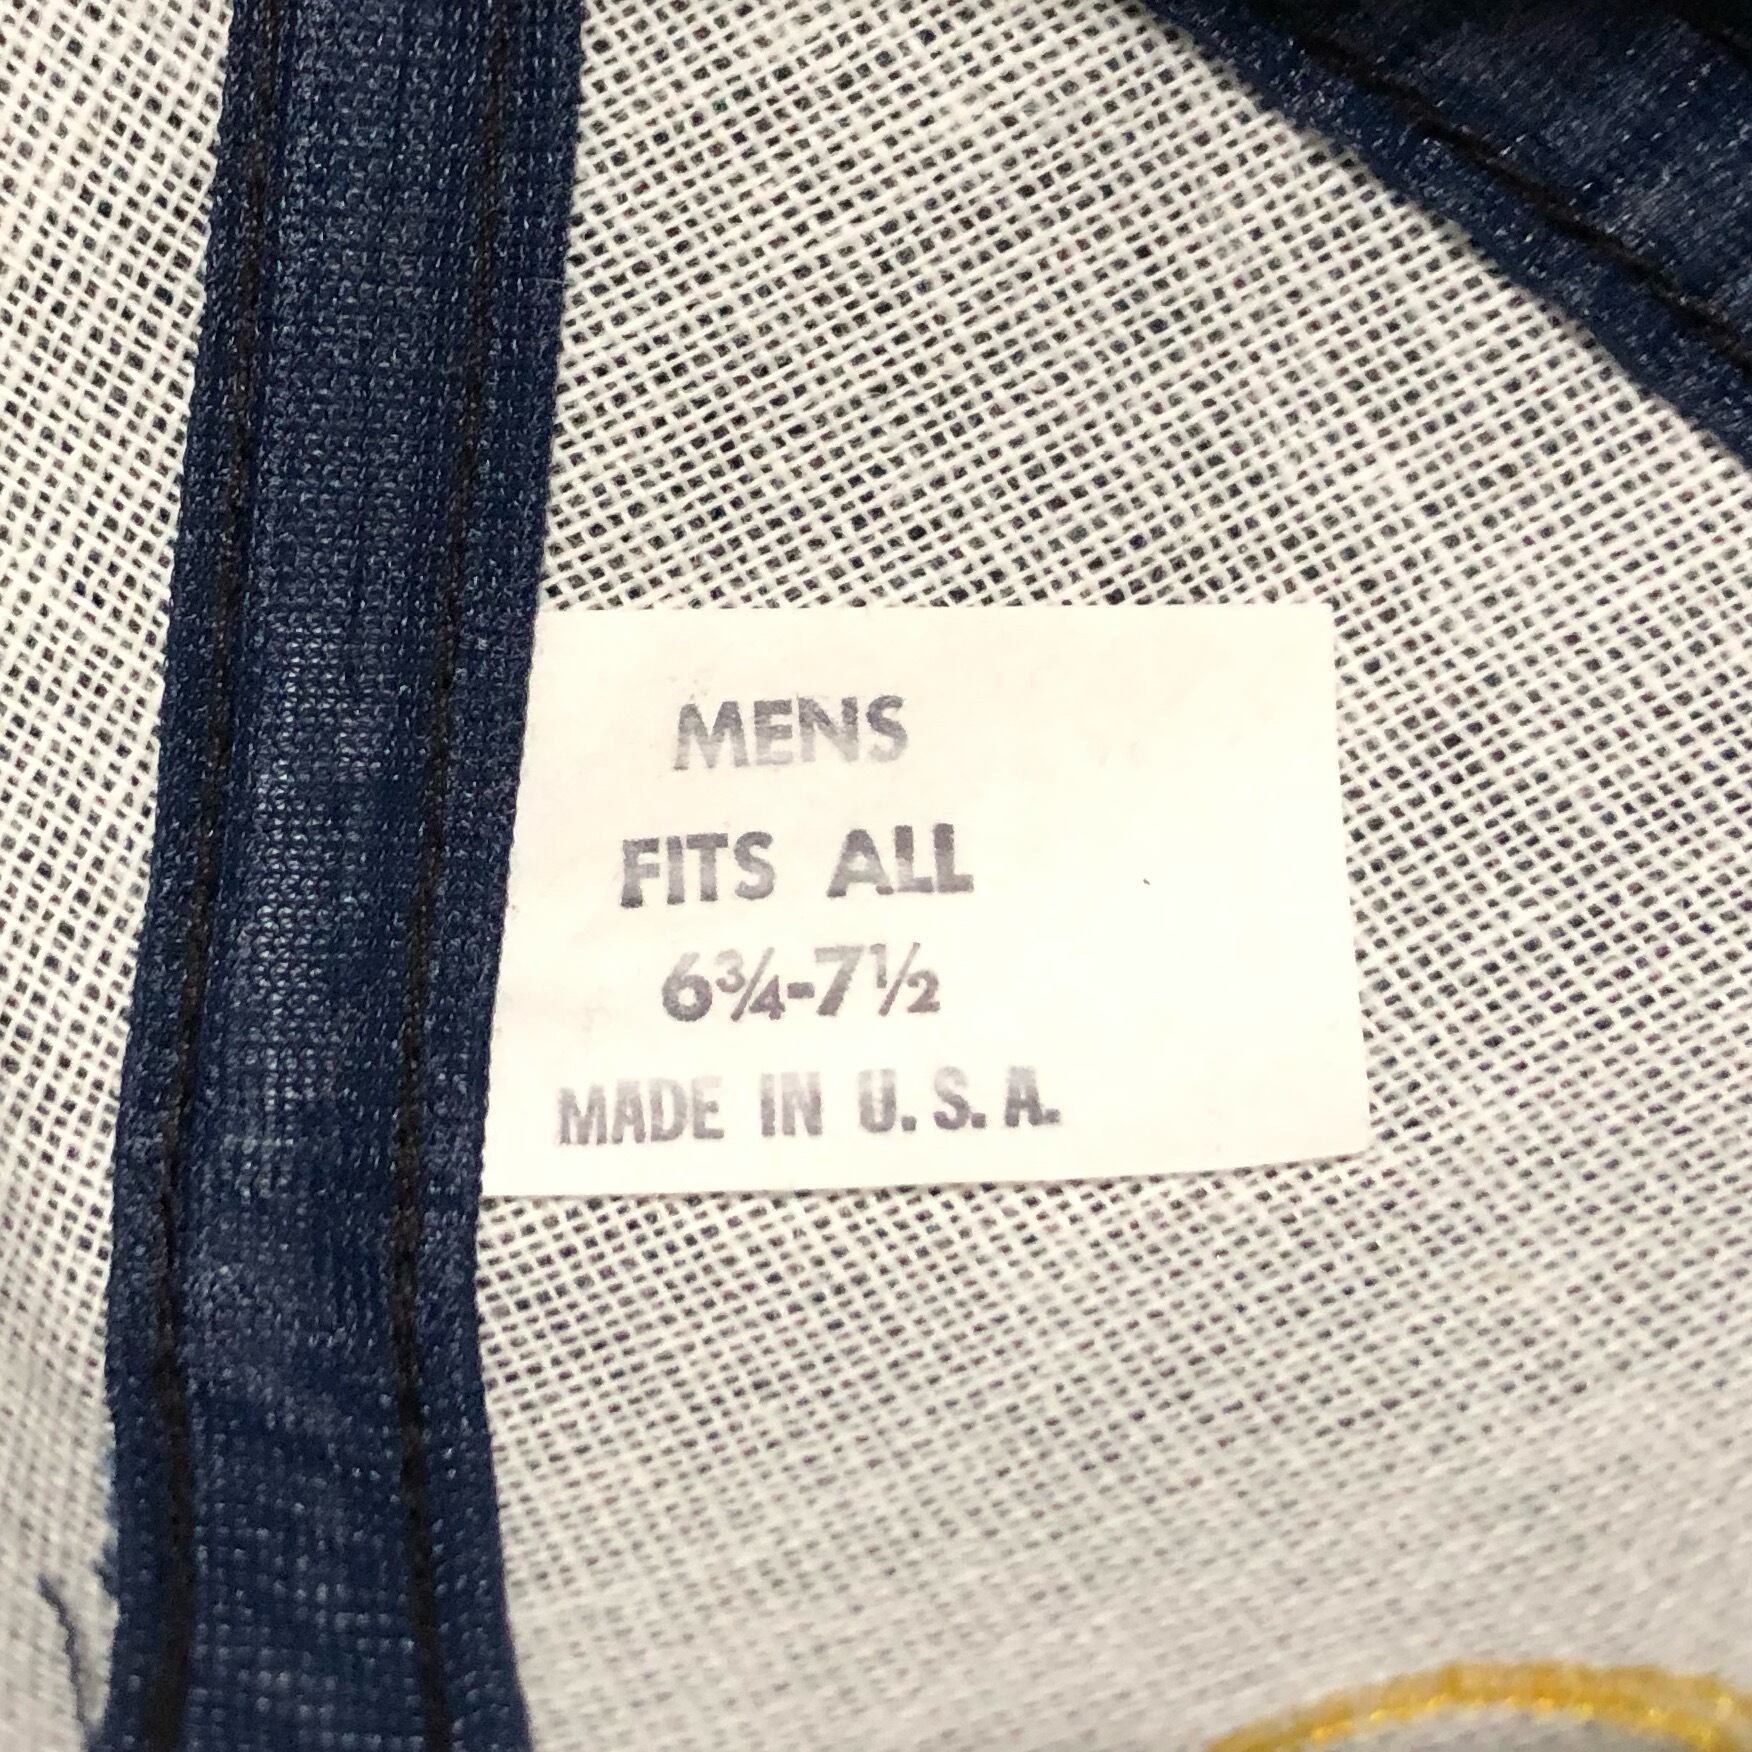 MENS
FITS ALL
6¾-7½
MADE IN U.S.A.